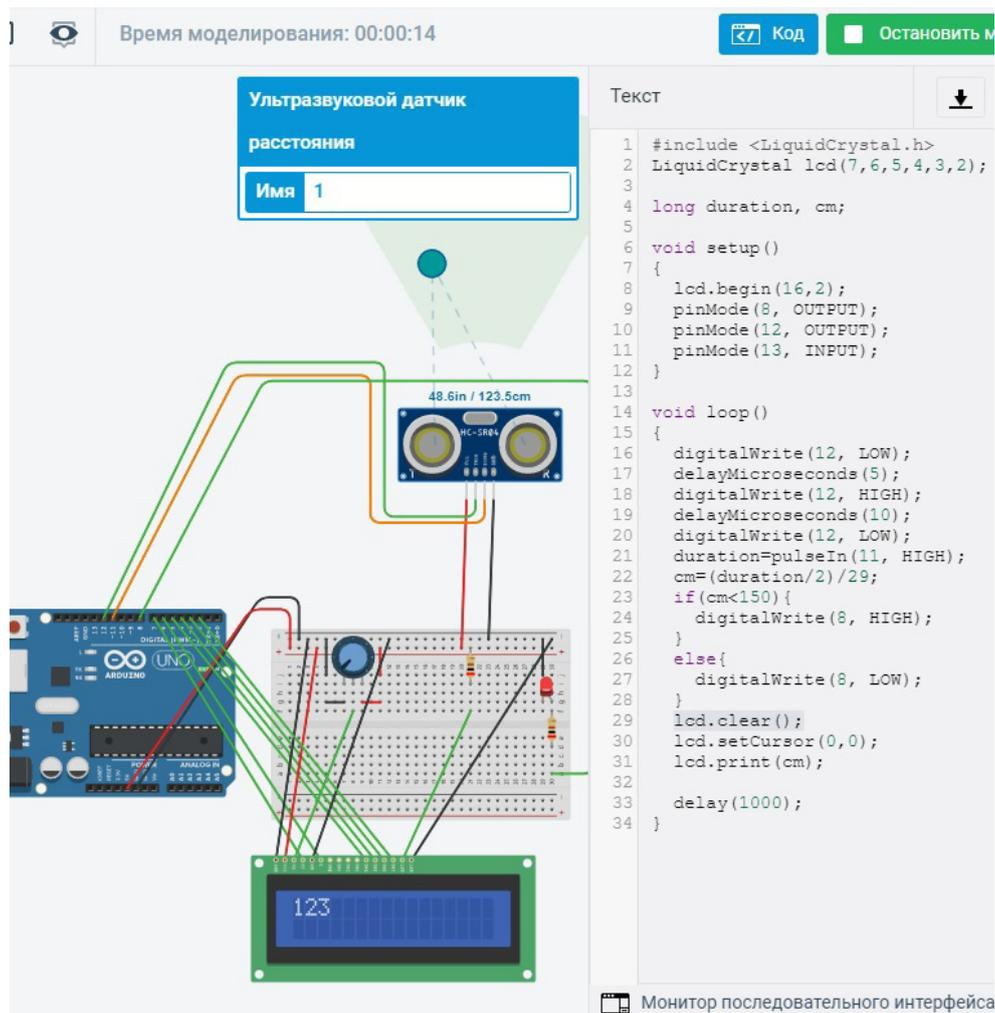 Время моделирования: 00:00:14
Код
Остановить м
Ультразвуковой датчик
расстояния
Имя 1
Текст
1 #include <LiquidCrystal.h>
2 LiquidCrystal lcd(7,6,5,4,3,2);
3
4 long duration, cm;
5
6 void setup()
7 {
8 lcd.begin(16,2);
9 pinMode(8, OUTPUT);
10 pinMode(12, OUTPUT);
11 pinMode(13, INPUT);
12 }
13
14 void loop()
15 {
16 digitalWrite(12, LOW);
17 delayMicroseconds(5);
18 digitalWrite(12, HIGH);
19 delayMicroseconds(10);
20 digitalWrite(12, LOW);
21 duration=pulseIn(11, HIGH);
22 cm=(duration/2)/29;
23 if(cm<150){
24 digitalWrite(8, HIGH);
25 }
26 else{
27 digitalWrite(8, LOW);
28 }
29 lcd.clear();
30 lcd.setCursor(0,0);
31 lcd.print(cm);
32
33 delay(1000);
34 }
48.6in / 123.5cm
HC-SR04
T R
UNO
ARDUINO
POWER ANALOG IN
123
Монитор последовательного интерфейса